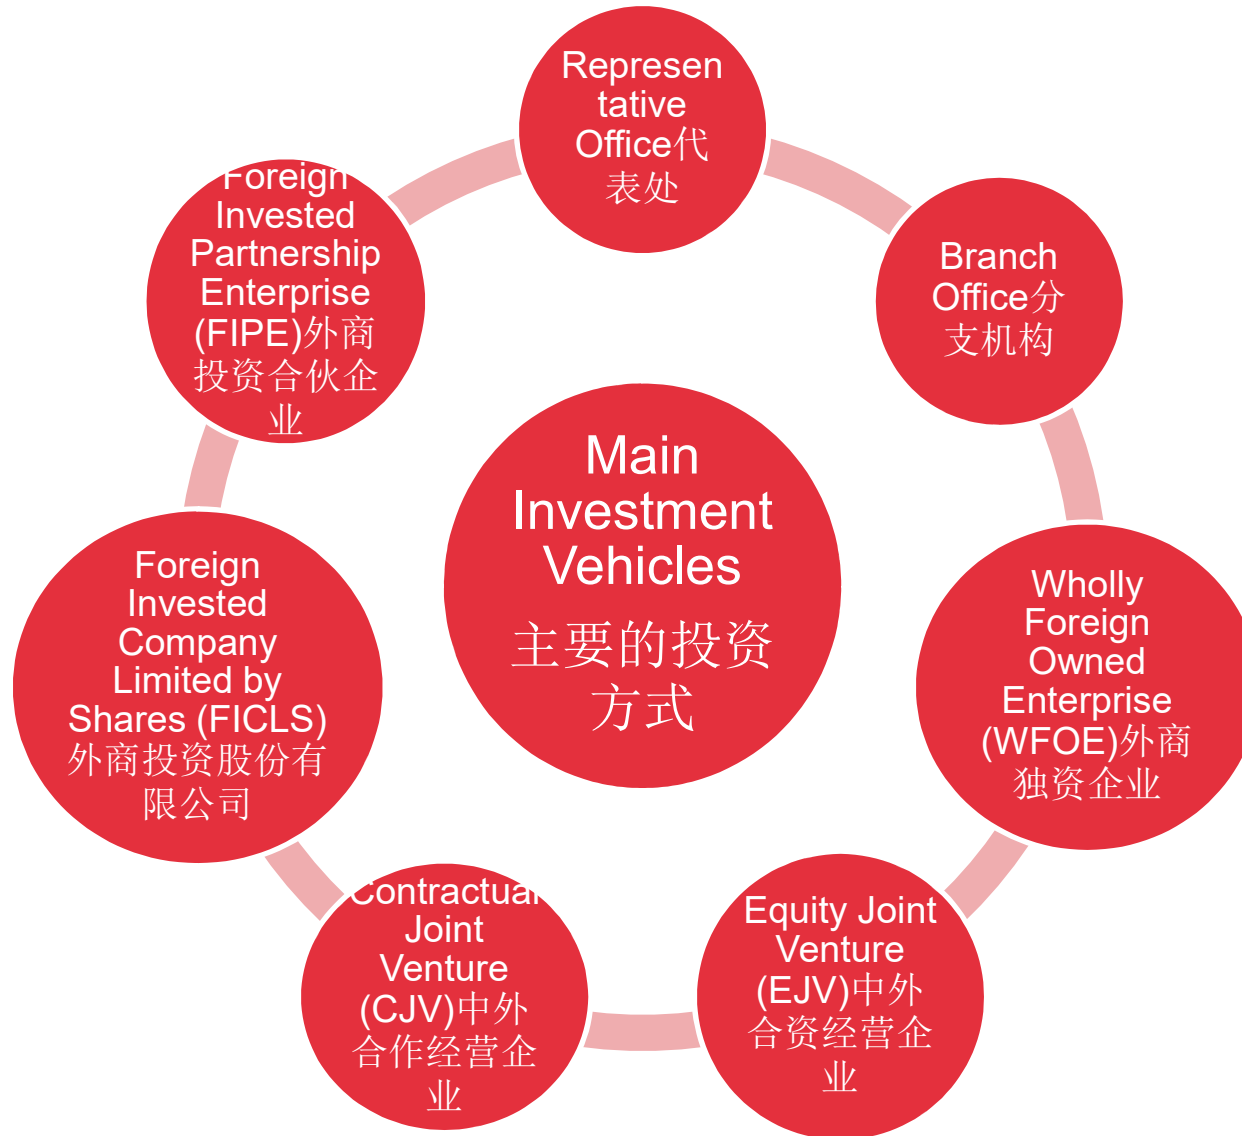 Represen
tative
Office代
表处
Branch
Office分
支机构
Wholly
Foreign
Owned
Enterprise
(WFOE)外商
独资企业
Equity Joint
Venture
(EJV)中外
合资经营企
业
Contractual
Joint
Venture
(CJV)中外
合作经营企
业
Foreign
Invested
Company
Limited by
Shares (FICLS)
外商投资股份有
限公司
Foreign
Invested
Partnership
Enterprise
(FIPE)外商
投资合伙企
业
Main
Investment
Vehicles
主要的投资
方式